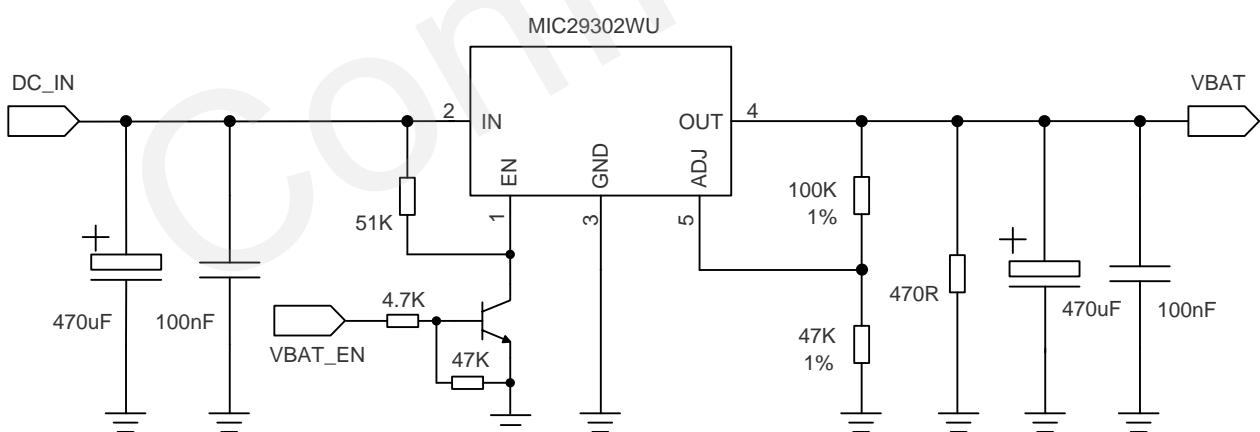 MIC29302WU
DC_IN
VBAT
2
IN
OUT
4
EN
GND
ADJ
1
3
5
51K
100K
1%
470uF
100nF
4.7K
VBAT_EN
47K
47K
1%
470R
470uF
100nF